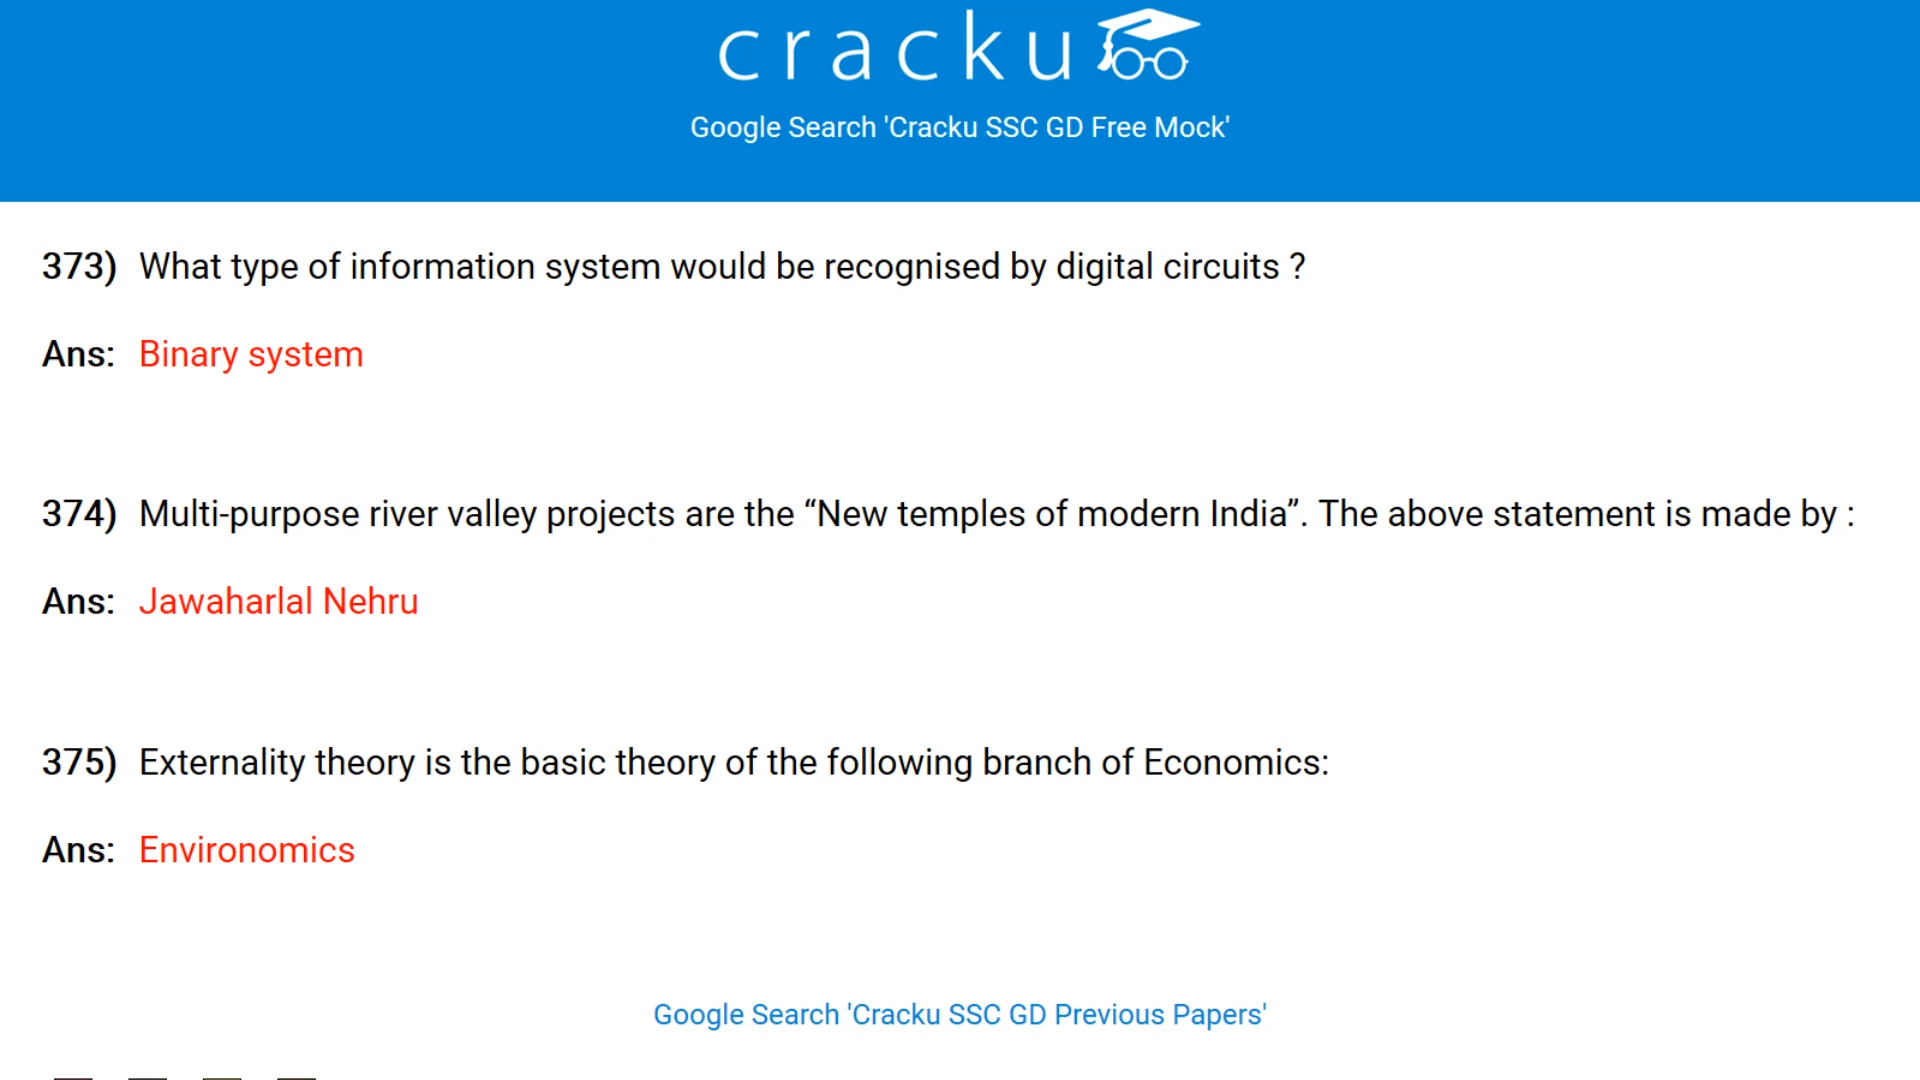 cracku
Google Search 'Cracku SSC GD Free Mock'
373) What type of information system would be recognised by digital circuits ?
Ans: Binary system
374) Multi-purpose river valley projects are the “New temples of modern India”. The above statement is made by :
Ans: Jawaharlal Nehru
375) Externality theory is the basic theory of the following branch of Economics:
Ans: Environomics
Google Search 'Cracku SSC GD Previous Papers'